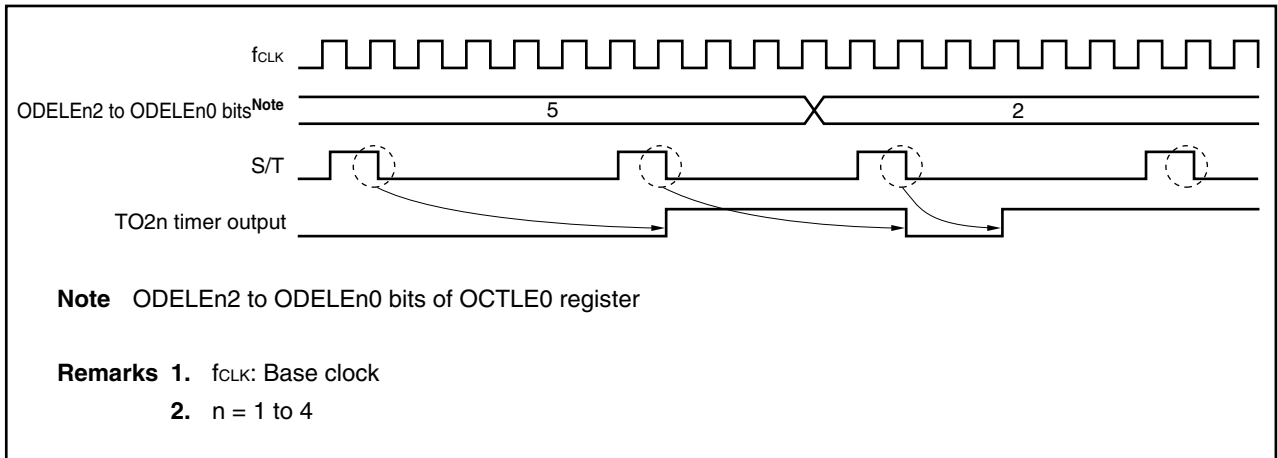 fCLK
ODELEn2 to ODELEn0 bitsNote
5
2
S/T
TO2n timer output
Note ODELEn2 to ODELEn0 bits of OCTLE0 register
Remarks 1. fCLK: Base clock
2. n = 1 to 4